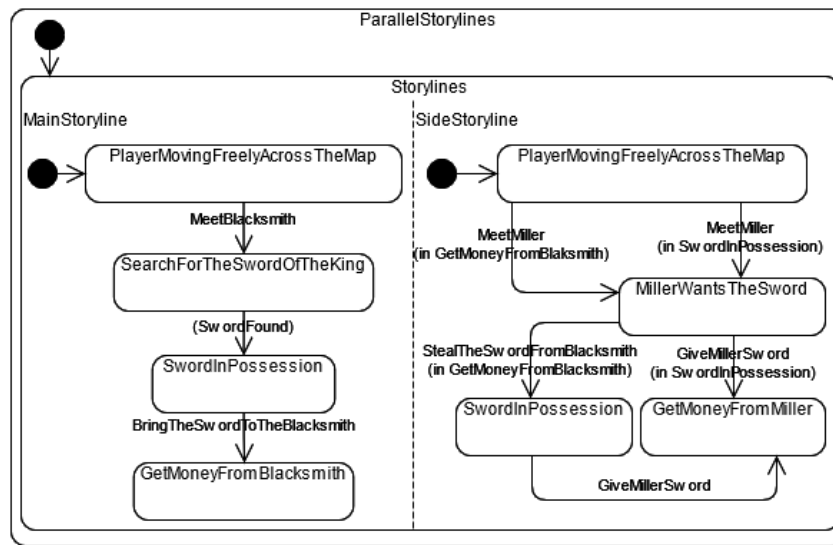 ParallelStorylines
Storylines
MainStoryline
PlayerMovingFreelyAcrossTheMap
MeetBlacksmith
SearchForTheSwordOfTheKing
(SwordFound)
SwordInPossession
BringTheSwordToTheBlacksmith
GetMoneyFromBlacksmith
SideStoryline
PlayerMovingFreelyAcrossTheMap
MeetMiller
(in GetMoneyFromBlaksmith)
MeetMiller
(in SwordInPossession)
MillerWantsTheSword
StealTheSwordFromBlacksmith
(in GetMoneyFromBlacksmith)
GiveMillerSword
(in SwordInPossession)
SwordInPossession
GetMoneyFromMiller
GiveMillerSword